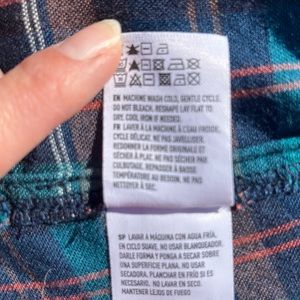 EN MACHINE WASH COLD, GENTLE CYCLE.
DO NOT BLEACH. RESHAPE LAY FLAT TO
DRY. COOL IRON IF NEEDED.
FR LAVER À LA MACHINE À L'EAU FROIDE,
CYCLE DÉLICAT. NE PAS JAVELLISER.
REDONNER LA FORME ORIGINALE ET
SÉCHER À PLAT. NE PAS SÉCHER PAR
CULBUTAGE. REPASSER À BASSE
TEMPÉRATURE AU BESOIN. NE PAS
NETTOYER À SEC.
SP LAVAR À MÁQUINA CON AGUA FRÍA,
EN CICLO SUAVE. NO USAR BLANQUEADOR.
DARLE FORMA Y PONGA A SECAR SOBRE
UNA SUPERFICIE PLANA. NO USAR
SECADORA. PLANCHAR EN FRÍO SI ES
NECESARIO. NO LAVAR EN SECO.
MANTENER LEJOS DE FUEGO